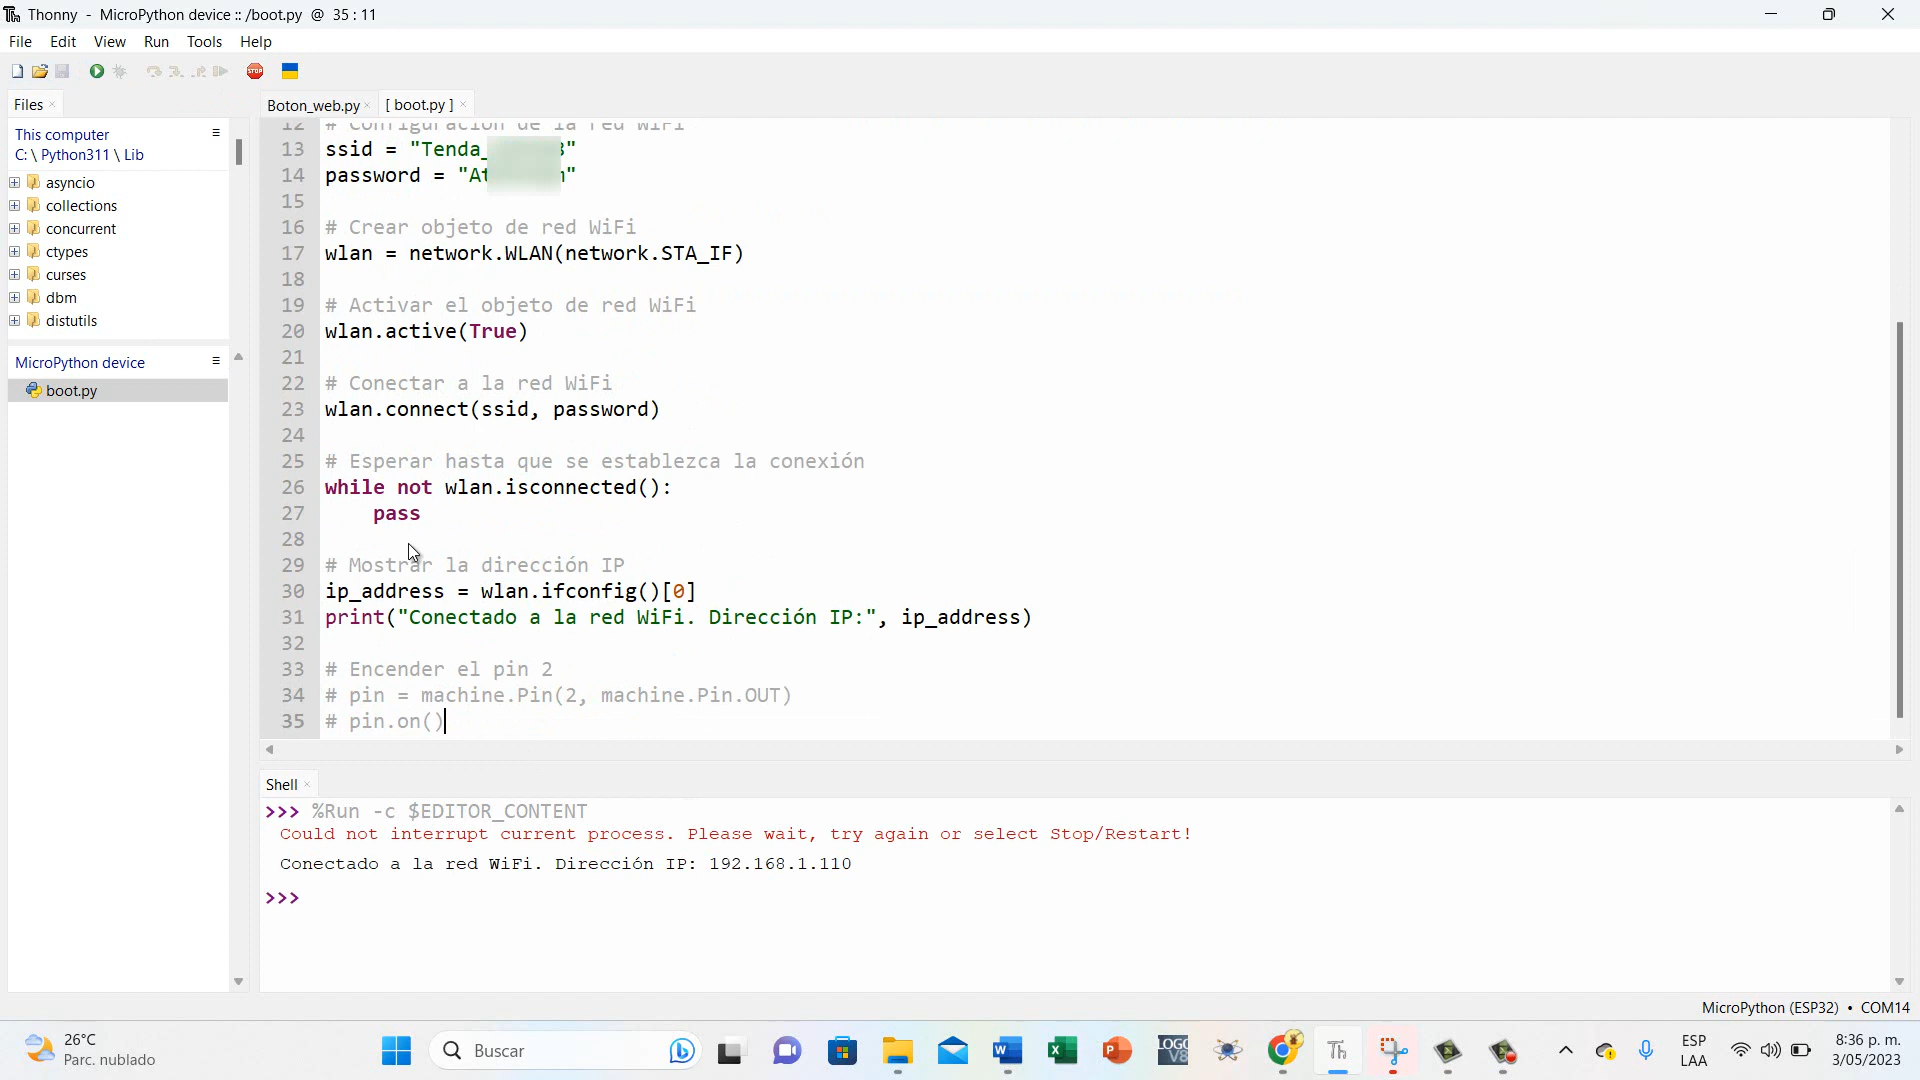 Thonny - MicroPython device :: /boot.py @ 35:11
File Edit View Run Tools Help
STOP
Files
This computer
C: \ Python311 \ Lib
asyncio
collections
concurrent
ctypes
curses
dbm
distutils
MicroPython device
boot.py
Boot_web.py [ boot.py ]
12 # Configuración de la red WiFi
13 ssid = "Tenda_ 3"
14 password = "At "
15
16 # Crear objeto de red WiFi
17 wlan = network.WLAN(network.STA_IF)
18
19 # Activar el objeto de red WiFi
20 wlan.active(True)
21
22 # Conectar a la red WiFi
23 wlan.connect(ssid, password)
24
25 # Esperar hasta que se establezca la conexión
26 while not wlan.isconnected():
27 pass
28
29 # Mostrar la dirección IP
30 ip_address = wlan.ifconfig()[0]
31 print("Conectado a la red WiFi. Dirección IP:", ip_address)
32
33 # Encender el pin 2
34 # pin = machine.Pin(2, machine.Pin.OUT)
35 # pin.on()
Shell
>>> %Run -c $EDITOR_CONTENT
Could not interrupt current process. Please wait, try again or select Stop/Restart!
Conectado a la red WiFi. Dirección IP: 192.168.1.110
>>>
MicroPython (ESP32) • COM14
26°C
Parc. nublado
Buscar
LOGO
V8
ESP
LAA
8:36 p. m.
3/05/2023